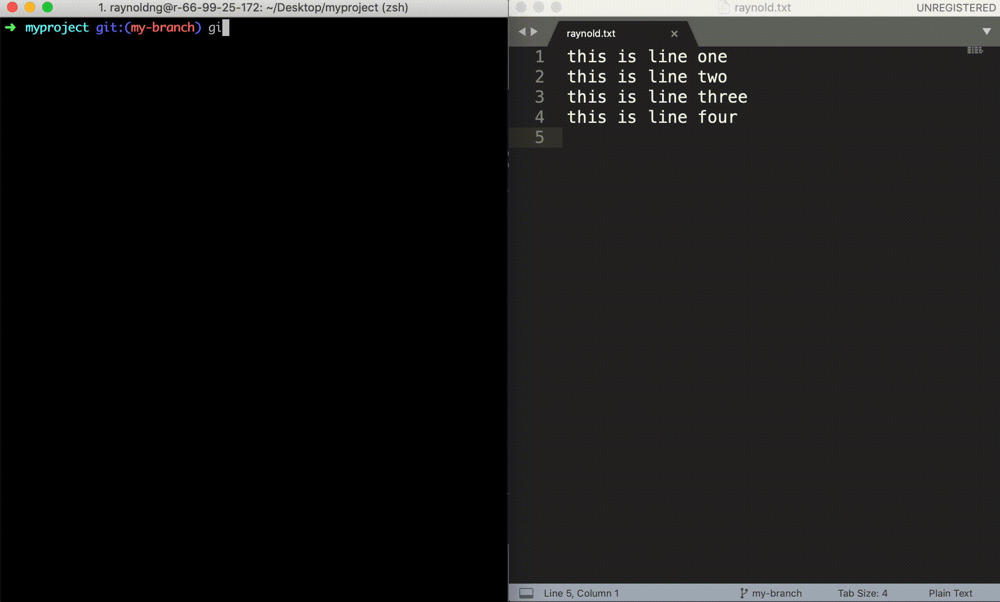 1. raynoldng@r-66-99-25-172: ~/Desktop/myproject (zsh)
➜ myproject git:(my-branch) gi
raynold.txt
UNREGISTERED
raynold.txt ×
1 this is line one
2 this is line two
3 this is line three
4 this is line four
5
Line 5, Column 1
my-branch
Tab Size: 4
Plain Text